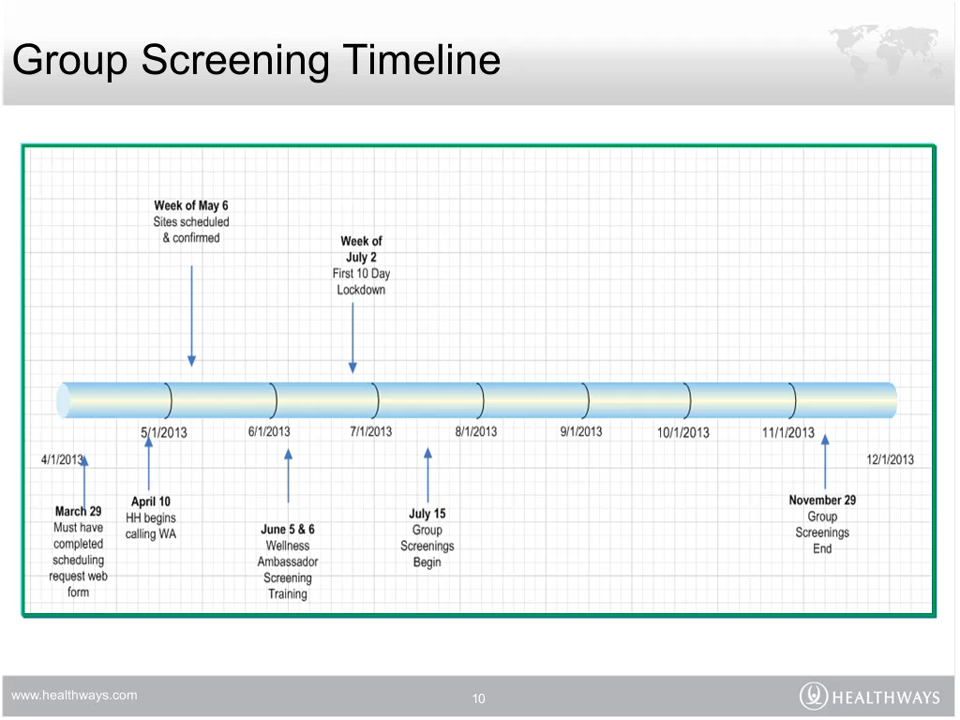 Group Screening Timeline
Week of May 6
Sites scheduled
& confirmed
Week of
July 2
First 10 Day
Lockdown
5/1/2013
6/1/2013
7/1/2013
8/1/2013
9/1/2013
10/1/2013
11/1/2013
4/1/2013
12/1/2013
March 29
Must have
completed
scheduling
request web
form
April 10
HH begins
calling WA
June 5 & 6
Wellness
Ambassador
Screening
Training
July 15
Group
Screenings
Begin
November 29
Group
Screenings
End
www.healthways.com
10
HEALTHWAYS